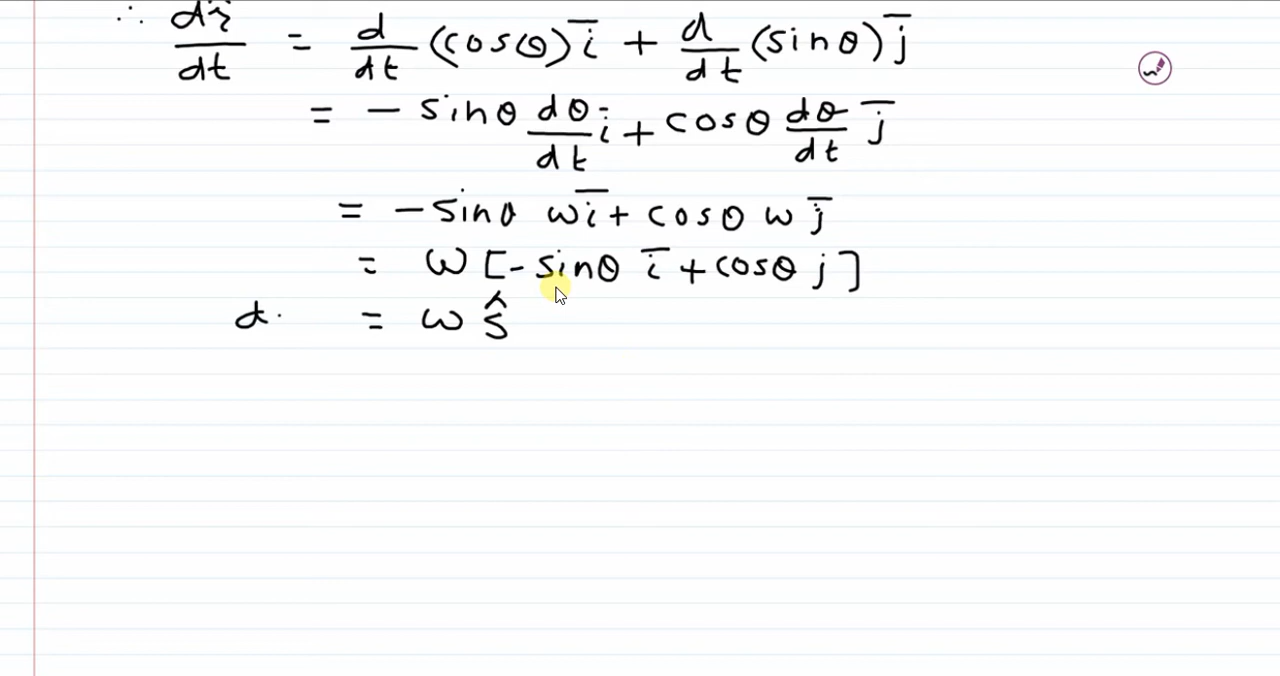 ∴ dr̂/dt = d/dt (cosθ) i̅ + d/dt (sinθ) j̅
= - sinθ dθ/dt i̅ + cosθ dθ/dt j̅
= - sinθ ω i̅ + cosθ ω j̅
= ω [- sinθ i̅ + cosθ j]
d. = ω ŝ